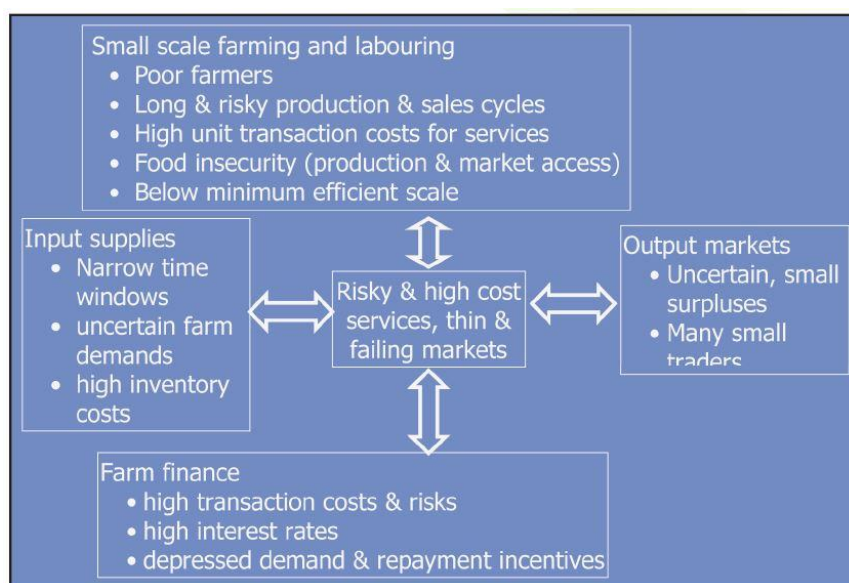 Small scale farming and labouring
• Poor farmers
• Long & risky production & sales cycles
• High unit transaction costs for services
• Food insecurity (production & market access)
• Below minimum efficient scale
Input supplies
• Narrow time
windows
• uncertain farm
demands
• high inventory
costs
Risky & high cost
services, thin &
failing markets
Output markets
• Uncertain, small
surpluses
• Many small
traders
Farm finance
• high transaction costs & risks
• high interest rates
• depressed demand & repayment incentives